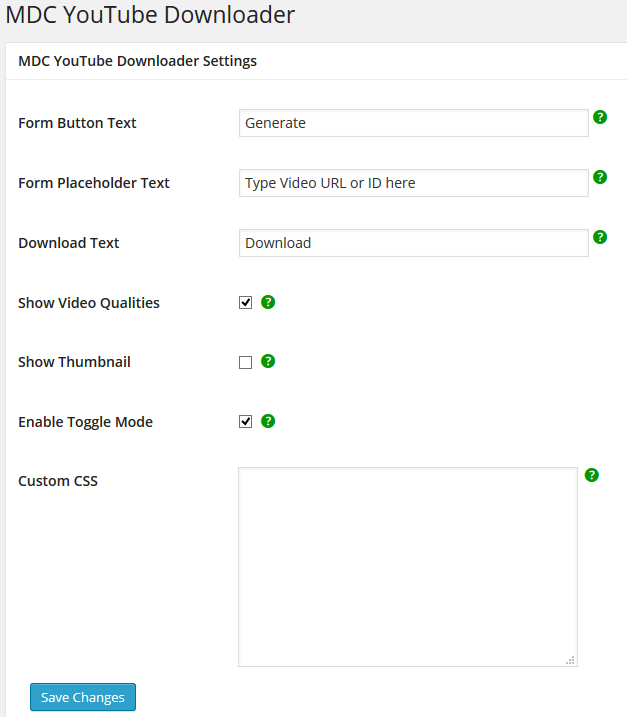 MDC YouTube Downloader
MDC YouTube Downloader Settings
Form Button Text
Generate
?
Form Placeholder Text
Type Video URL or ID here
?
Download Text
Download
?
Show Video Qualities
?
Show Thumbnail
?
Enable Toggle Mode
?
Custom CSS
?
Save Changes